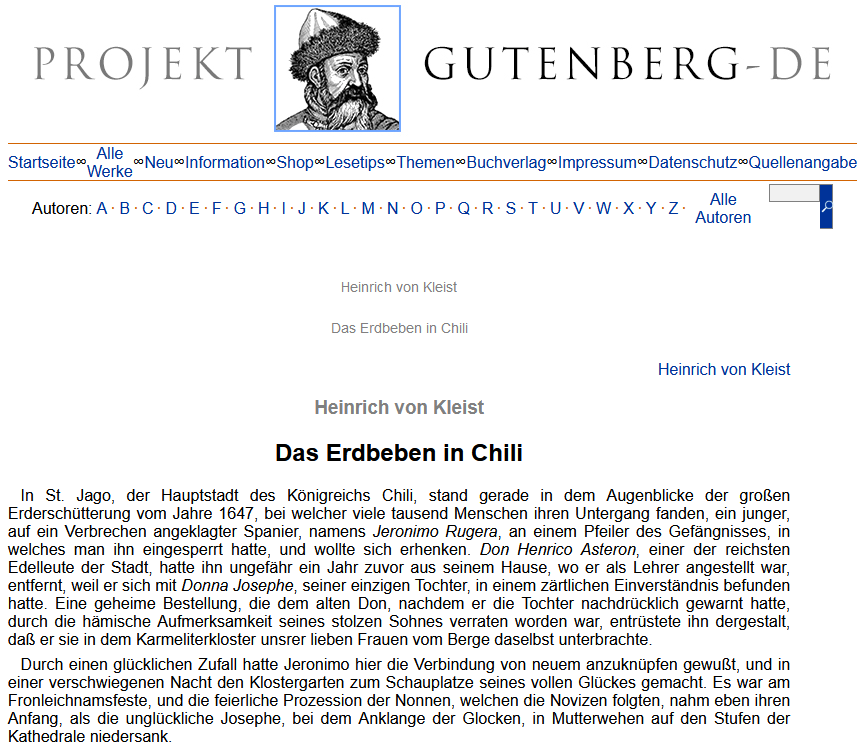 PROJEKT GUTENBERG-DE
Startseite∞Alle Werke∞Neu∞Information∞Shop∞Lesetips∞Themen∞Buchverlag∞Impressum∞Datenschutz∞Quellenangabe
Autoren: A · B · C · D · E · F · G · H · I · J · K · L · M · N · O · P · Q · R · S · T · U · V · W · X · Y · Z · Alle Autoren
Heinrich von Kleist
Das Erdbeben in Chili
Heinrich von Kleist
Heinrich von Kleist
Das Erdbeben in Chili
In St. Jago, der Hauptstadt des Königreichs Chili, stand gerade in dem Augenblicke der großen
Erderschütterung vom Jahre 1647, bei welcher viele tausend Menschen ihren Untergang fanden, ein junger,
auf ein Verbrechen angeklagter Spanier, namens Jeronimo Rugera, an einem Pfeiler des Gefängnisses, in
welches man ihn eingesperrt hatte, und wollte sich erhenken. Don Henrico Asteron, einer der reichsten
Edelleute der Stadt, hatte ihn ungefähr ein Jahr zuvor aus seinem Hause, wo er als Lehrer angestellt war,
entfernt, weil er sich mit Donna Josephe, seiner einzigen Tochter, in einem zärtlichen Einverständnis befunden
hatte. Eine geheime Bestellung, die dem alten Don, nachdem er die Tochter nachdrücklich gewarnt hatte,
durch die hämische Aufmerksamkeit seines stolzen Sohnes verraten worden war, entrüstete ihn dergestalt,
daß er sie in dem Karmeliterkloster unsrer lieben Frauen vom Berge daselbst unterbrachte.
Durch einen glücklichen Zufall hatte Jeronimo hier die Verbindung von neuem anzuknüpfen gewußt, und in
einer verschwiegenen Nacht den Klostergarten zum Schauplatze seines vollen Glückes gemacht. Es war am
Fronleichnamsfeste, und die feierliche Prozession der Nonnen, welchen die Novizen folgten, nahm eben ihren
Anfang, als die unglückliche Josephe, bei dem Anklange der Glocken, in Mutterwehen auf den Stufen der
Kathedrale niedersank.